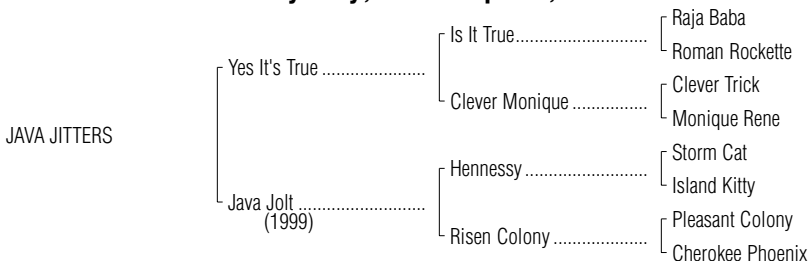 Raja Baba
Is It True
Roman Rockette
Yes It's True
Clever Trick
Clever Monique
Monique Rene
JAVA JITTERS
Storm Cat
Hennessy
Island Kitty
Java Jolt
(1999)
Pleasant Colony
Risen Colony
Cherokee Phoenix